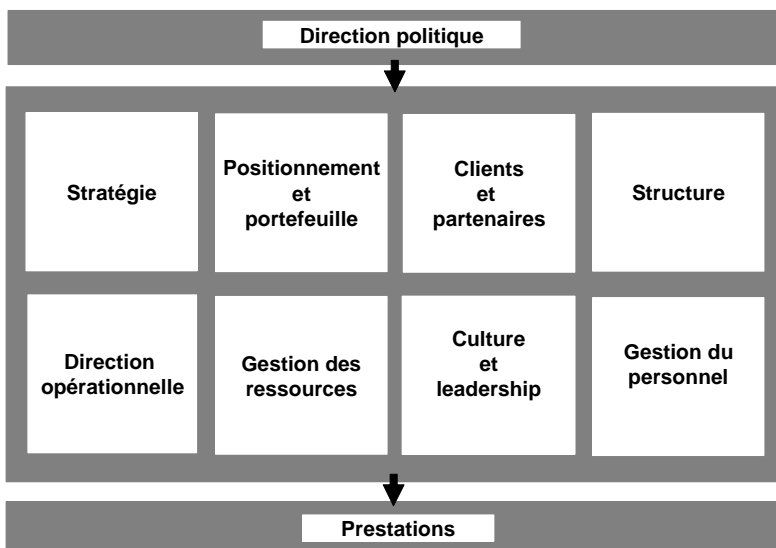 Direction politique
Stratégie
Positionnement
et
portefeuille
Clients
et
partenaires
Structure
Direction
opérationnelle
Gestion des
ressources
Culture
et
leadership
Gestion du
personnel
Prestations